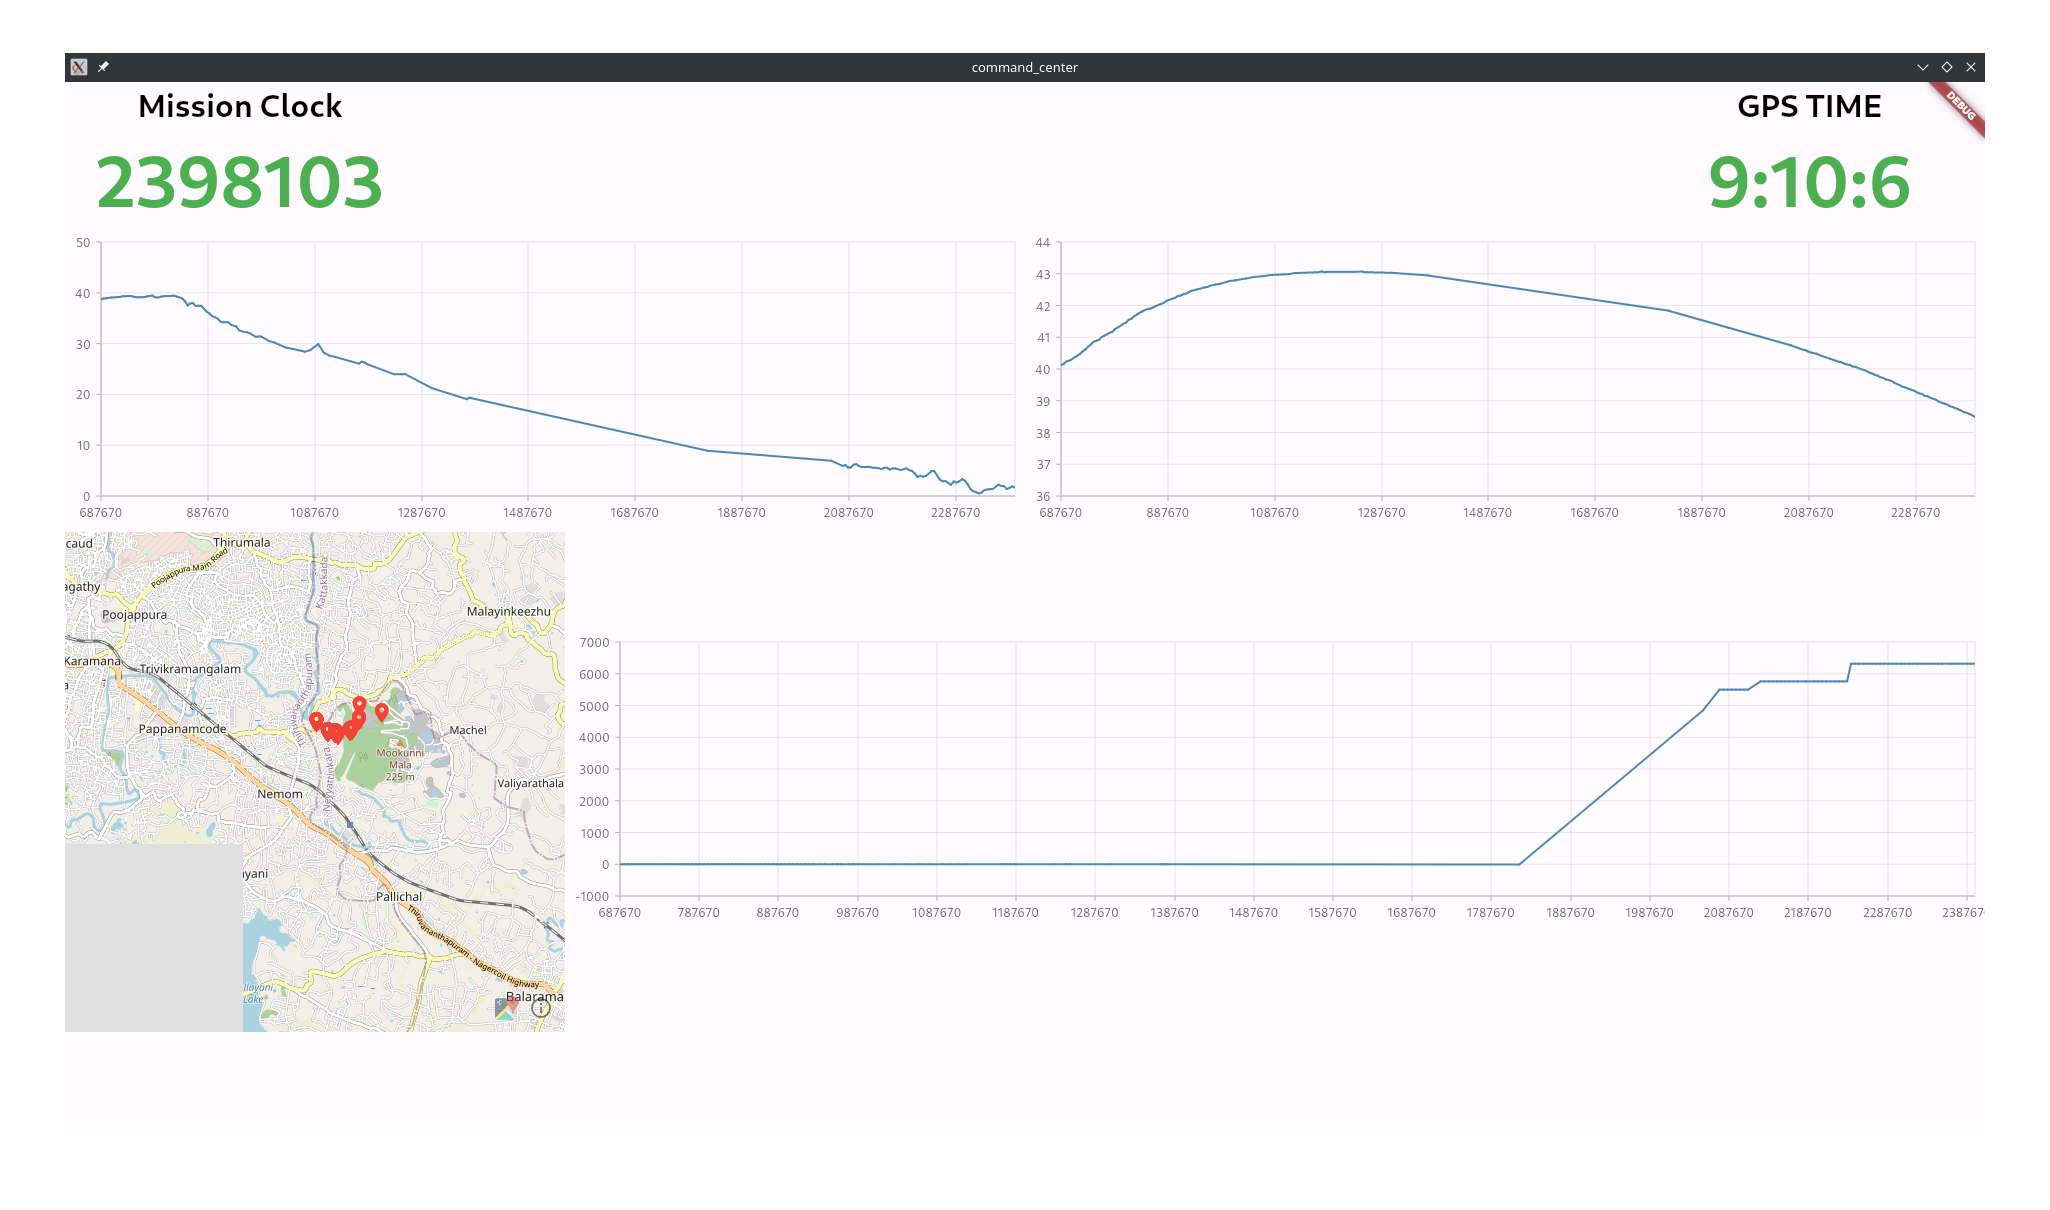 command_center
Mission Clock
GPS TIME
DEBUG
2398103
9:10:6
50
40
30
20
10
0
687670 887670 1087670 1287670 1487670 1687670 1887670 2087670 2287670
44
43
42
41
40
39
38
37
36
687670 887670 1087670 1287670 1487670 1687670 1887670 2087670 2287670
caud
Thirumala
Poojappura Main Road
Kattakkada
agathy
Poojappura
Malayinkeezhu
Karamana
Trivikramangalam
Thiruvananthapuram
a
Pappanamcode
Machel
Mookunni
Mala
225 m
Neyyattinkara
Valiyarathala
Nemom
ayani
Pallichal
Thiruvananthapuram - Nagercoil Highway
llayani
Lake
Balarama
7000
6000
5000
4000
3000
2000
1000
0
-1000
687670 787670 887670 987670 1087670 1187670 1287670 1387670 1487670 1587670 1687670 1787670 1887670 1987670 2087670 2187670 2287670 238767